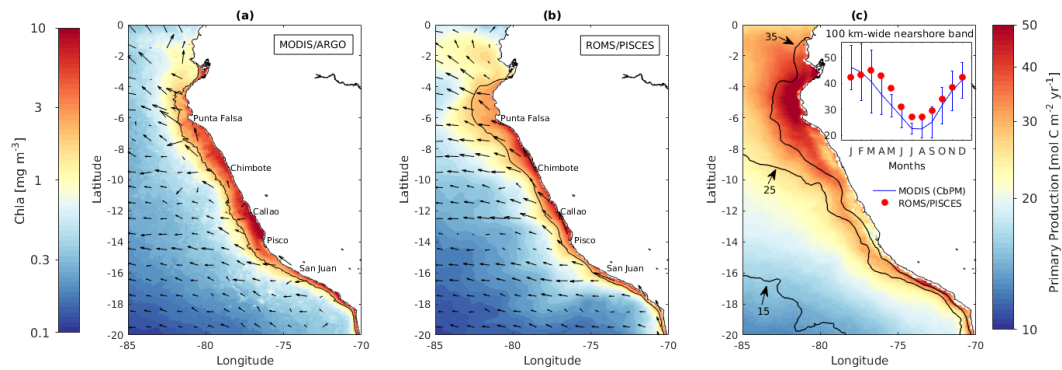 (a)
(b)
(c)
10
3
1
0.3
0.1
Chla [mg m-3]
0
-2
-4
-6
-8
-10
-12
-14
-16
-18
-20
Latitude
MODIS/ARGO
Punta Falsa
Chimbote
Callao
Pisco
San Juan
-85
-80
-75
-70
Longitude
0
-2
-4
-6
-8
-10
-12
-14
-16
-18
-20
Latitude
ROMS/PISCES
Punta Falsa
Chimbote
Callao
Pisco
San Juan
-85
-80
-75
-70
Longitude
0
-2
-4
-6
-8
-10
-12
-14
-16
-18
-20
Latitude
35
25
15
100 km-wide nearshore band
50
40
30
20
J F M A M J J A S O N D
Months
MODIS (CbPM)
ROMS/PISCES
-85
-80
-75
-70
Longitude
50
40
30
20
10
Primary Production [mol C m-2 yr-1]